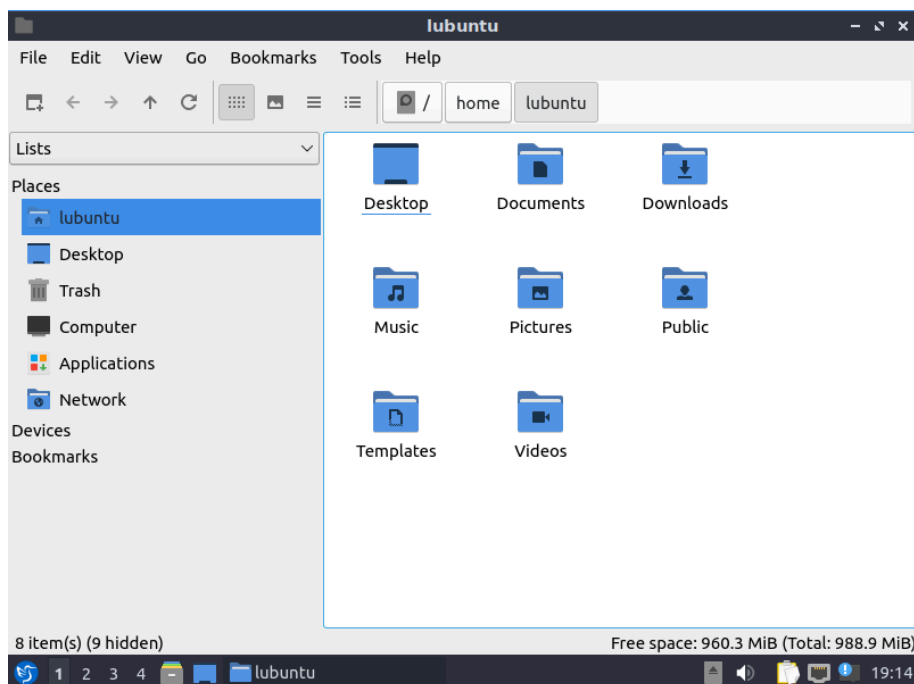 lubuntu
File Edit View Go Bookmarks Tools Help
/ home lubuntu
Lists
Places
lubuntu
Desktop
Trash
Computer
Applications
Network
Devices
Bookmarks
Desktop Documents Downloads
Music Pictures Public
Templates Videos
8 item(s) (9 hidden) Free space: 960.3 MiB (Total: 988.9 MiB)
1 2 3 4 lubuntu 19:14